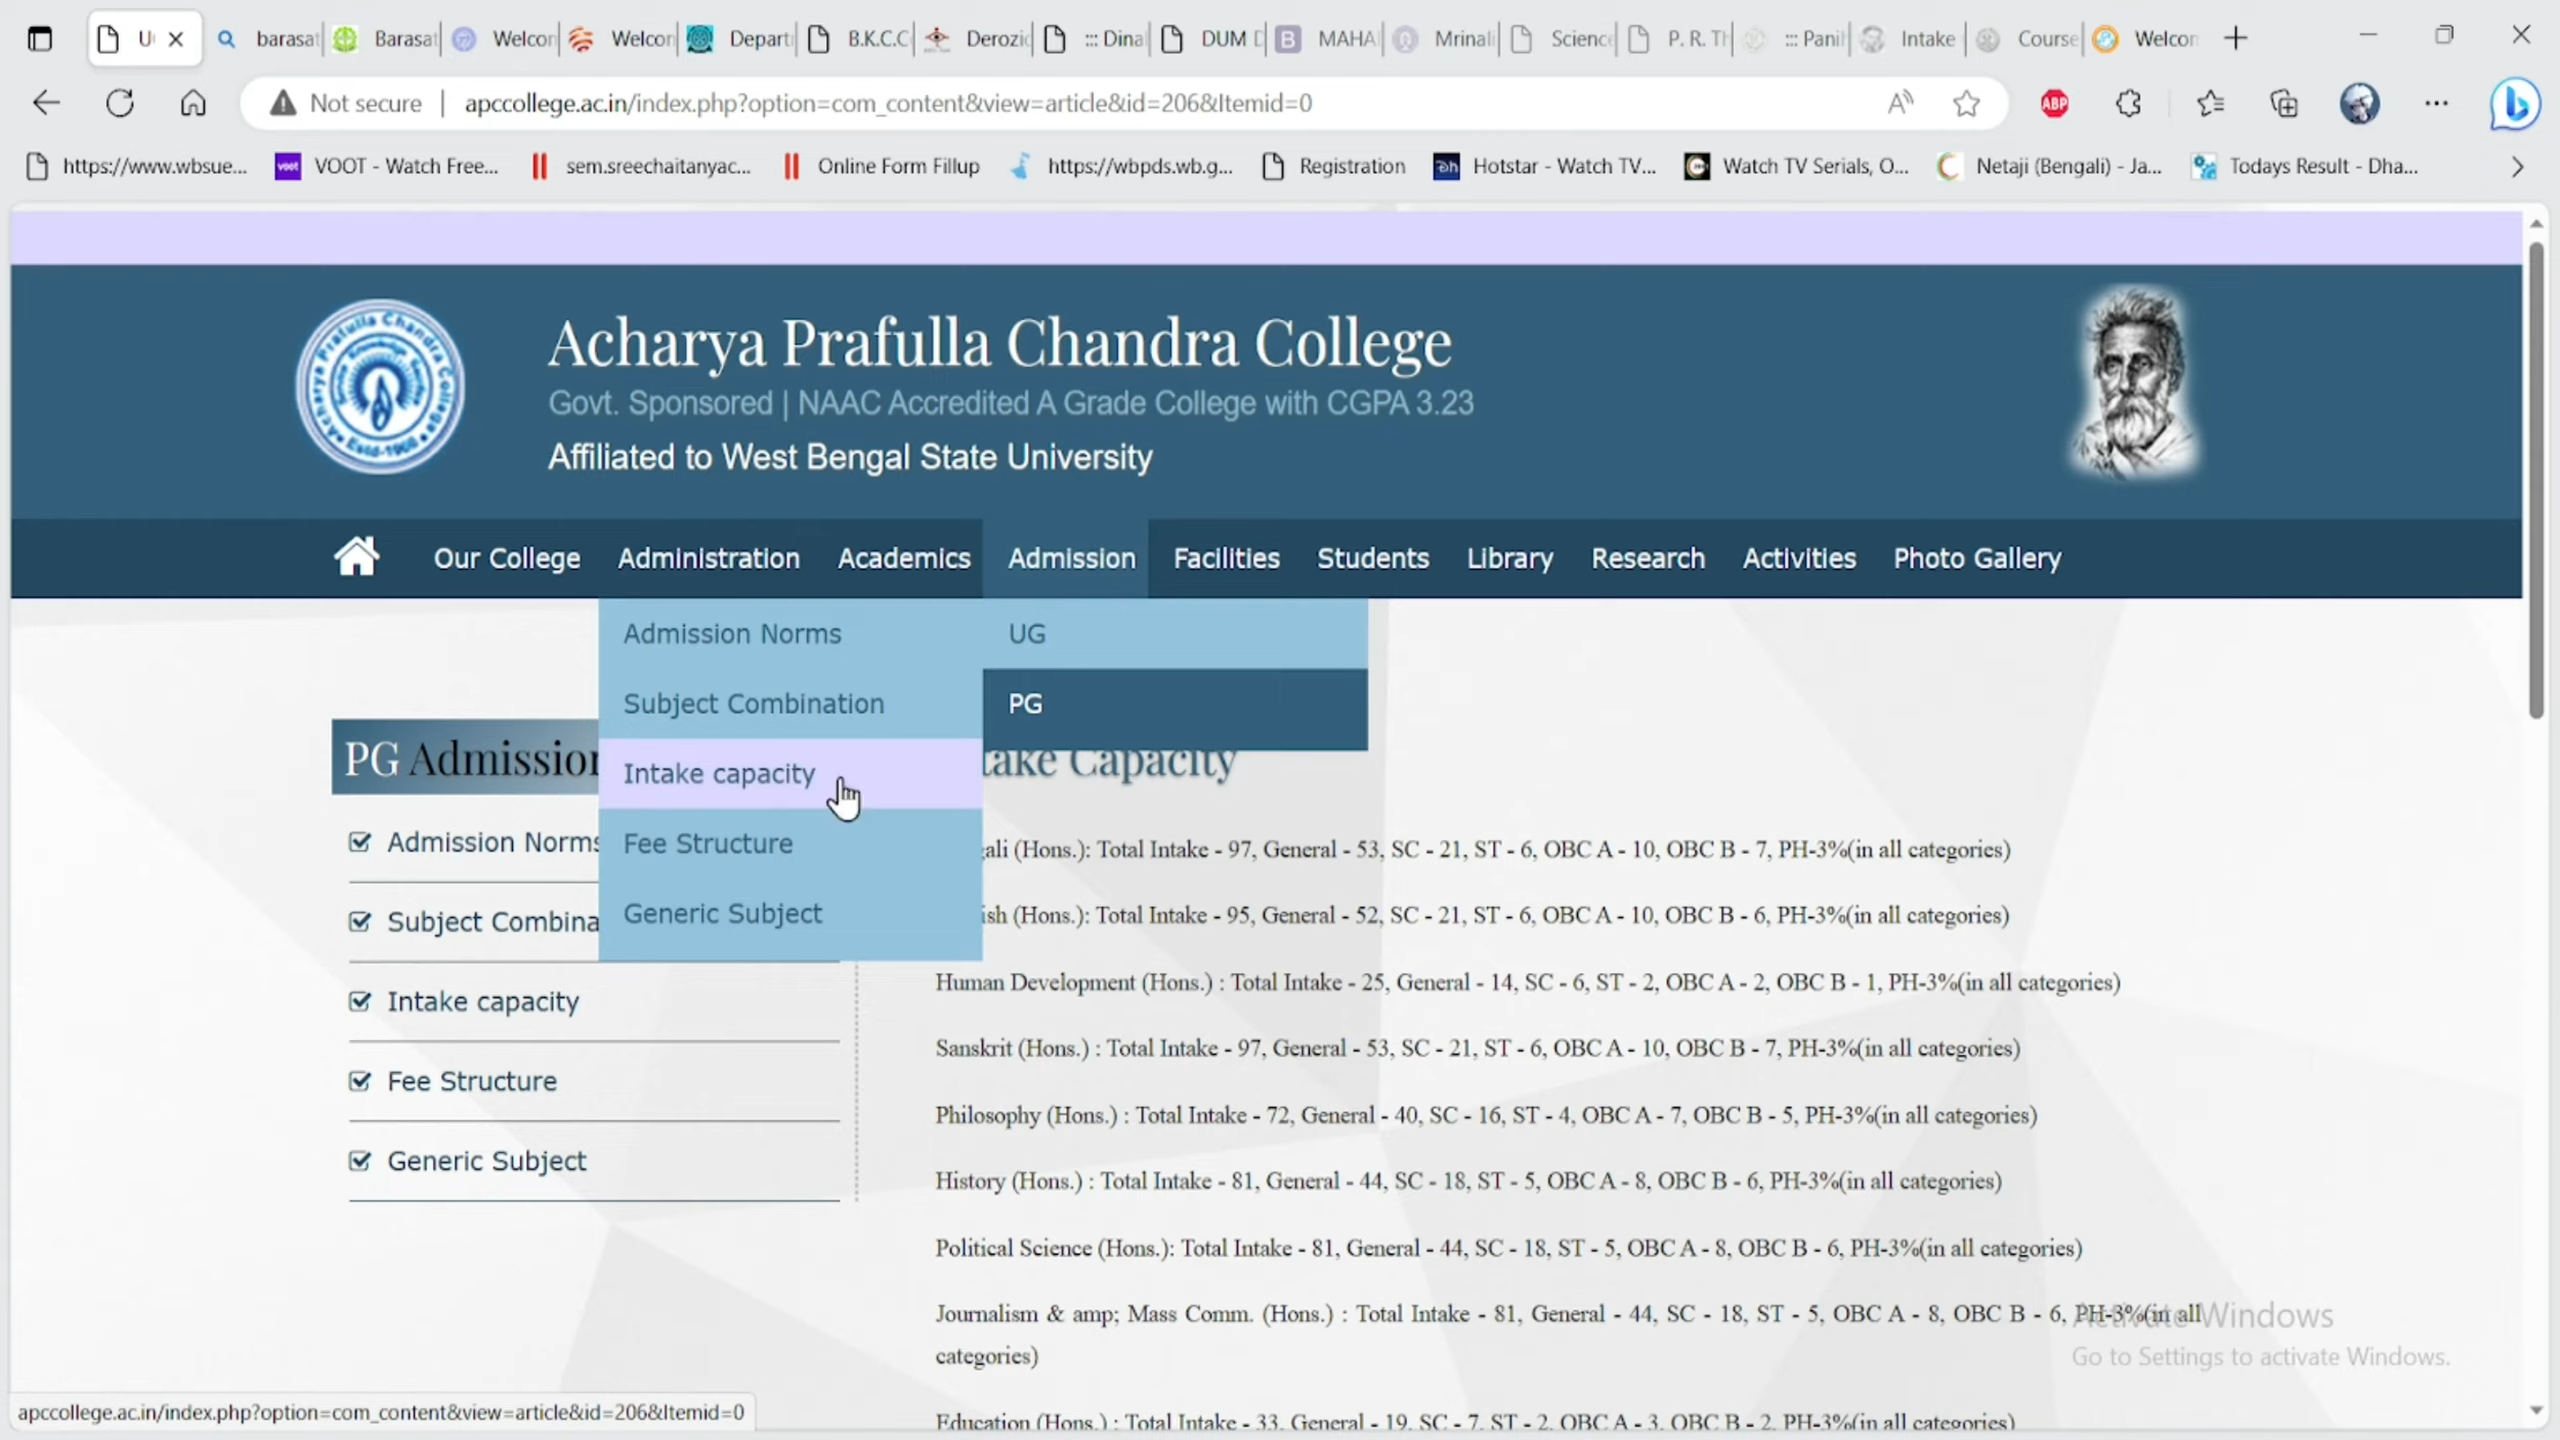 U
barasat
Barasat
Welcon
Welcon
Depart
B.K.C.C
Derozic
::: Dinal
DUM D
MAHA
Mrinali
Science
P. R. Th
::: Panih
Intake
Course
Welcon
Not secure
apccollege.ac.in/index.php?option=com_content&view=article&id=206&Itemid=0
ABP
https://www.wbsue...
voot
VOOT - Watch Free...
sem.sreechaitanyac...
Online Form Fillup
https://wbpds.wb.g...
Registration
Hotstar - Watch TV...
Watch TV Serials, O...
Netaji (Bengali) - Ja...
Todays Result - Dha...
Acharya Prafulla Chandra College
Acharya Prafulla Chandra College
Govt. Sponsored | NAAC Accredited A Grade College with CGPA 3.23
Affiliated to West Bengal State University
Our College
Administration
Academics
Admission
Facilities
Students
Library
Research
Activities
Photo Gallery
Admission Norms
UG
Subject Combination
PG
Intake capacity
Fee Structure
Generic Subject
PG Admission
take Capacity
Admission Norms
Subject Combina
Intake capacity
Fee Structure
Generic Subject
ali (Hons.): Total Intake - 97, General - 53, SC - 21, ST - 6, OBC A - 10, OBC B - 7, PH-3%(in all categories)
ish (Hons.): Total Intake - 95, General - 52, SC - 21, ST - 6, OBC A - 10, OBC B - 6, PH-3%(in all categories)
Human Development (Hons.) : Total Intake - 25, General - 14, SC - 6, ST - 2, OBC A - 2, OBC B - 1, PH-3%(in all categories)
Sanskrit (Hons.) : Total Intake - 97, General - 53, SC - 21, ST - 6, OBC A - 10, OBC B - 7, PH-3%(in all categories)
Philosophy (Hons.) : Total Intake - 72, General - 40, SC - 16, ST - 4, OBC A - 7, OBC B - 5, PH-3%(in all categories)
History (Hons.) : Total Intake - 81, General - 44, SC - 18, ST - 5, OBC A - 8, OBC B - 6, PH-3%(in all categories)
Political Science (Hons.): Total Intake - 81, General - 44, SC - 18, ST - 5, OBC A - 8, OBC B - 6, PH-3%(in all categories)
Journalism & amp; Mass Comm. (Hons.) : Total Intake - 81, General - 44, SC - 18, ST - 5, OBC A - 8, OBC B - 6, PH-3%(in all
categories)
Education (Hons.) : Total Intake - 33, General - 19, SC - 7, ST - 2, OBC A - 3, OBC B - 2, PH-3%(in all categories)
Activate Windows
Go to Settings to activate Windows.
apccollege.ac.in/index.php?option=com_content&view=article&id=206&Itemid=0